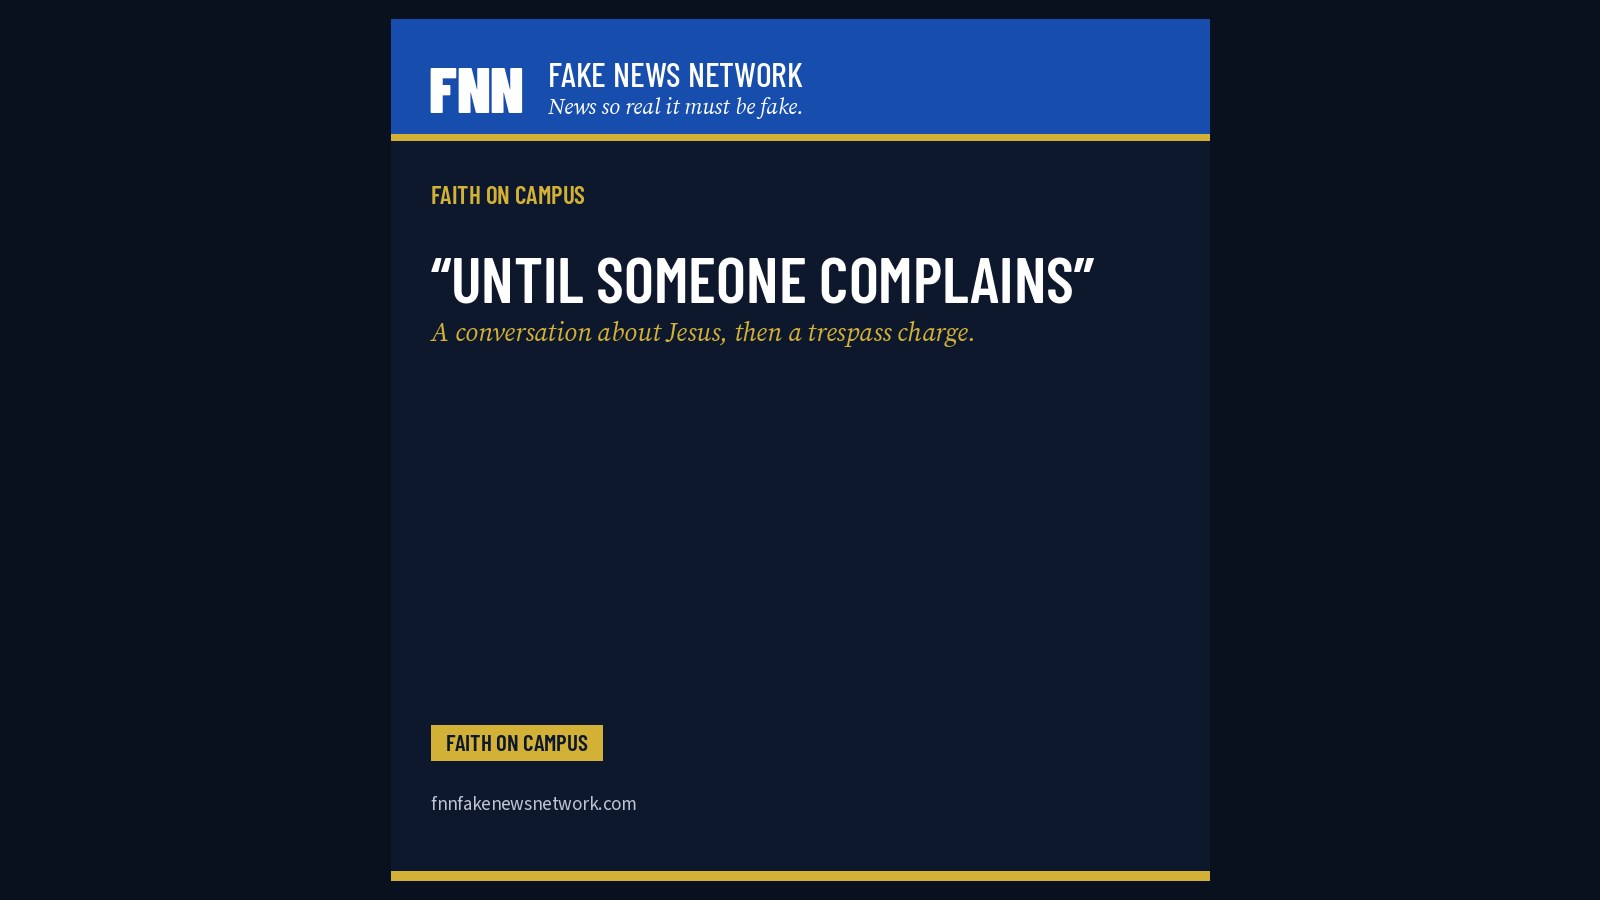 FNN
FAKE NEWS NETWORK
News so real it must be fake.
FAITH ON CAMPUS
“UNTIL SOMEONE COMPLAINS”
A conversation about Jesus, then a trespass charge.
FAITH ON CAMPUS
fnnfakenewsnetwork.com